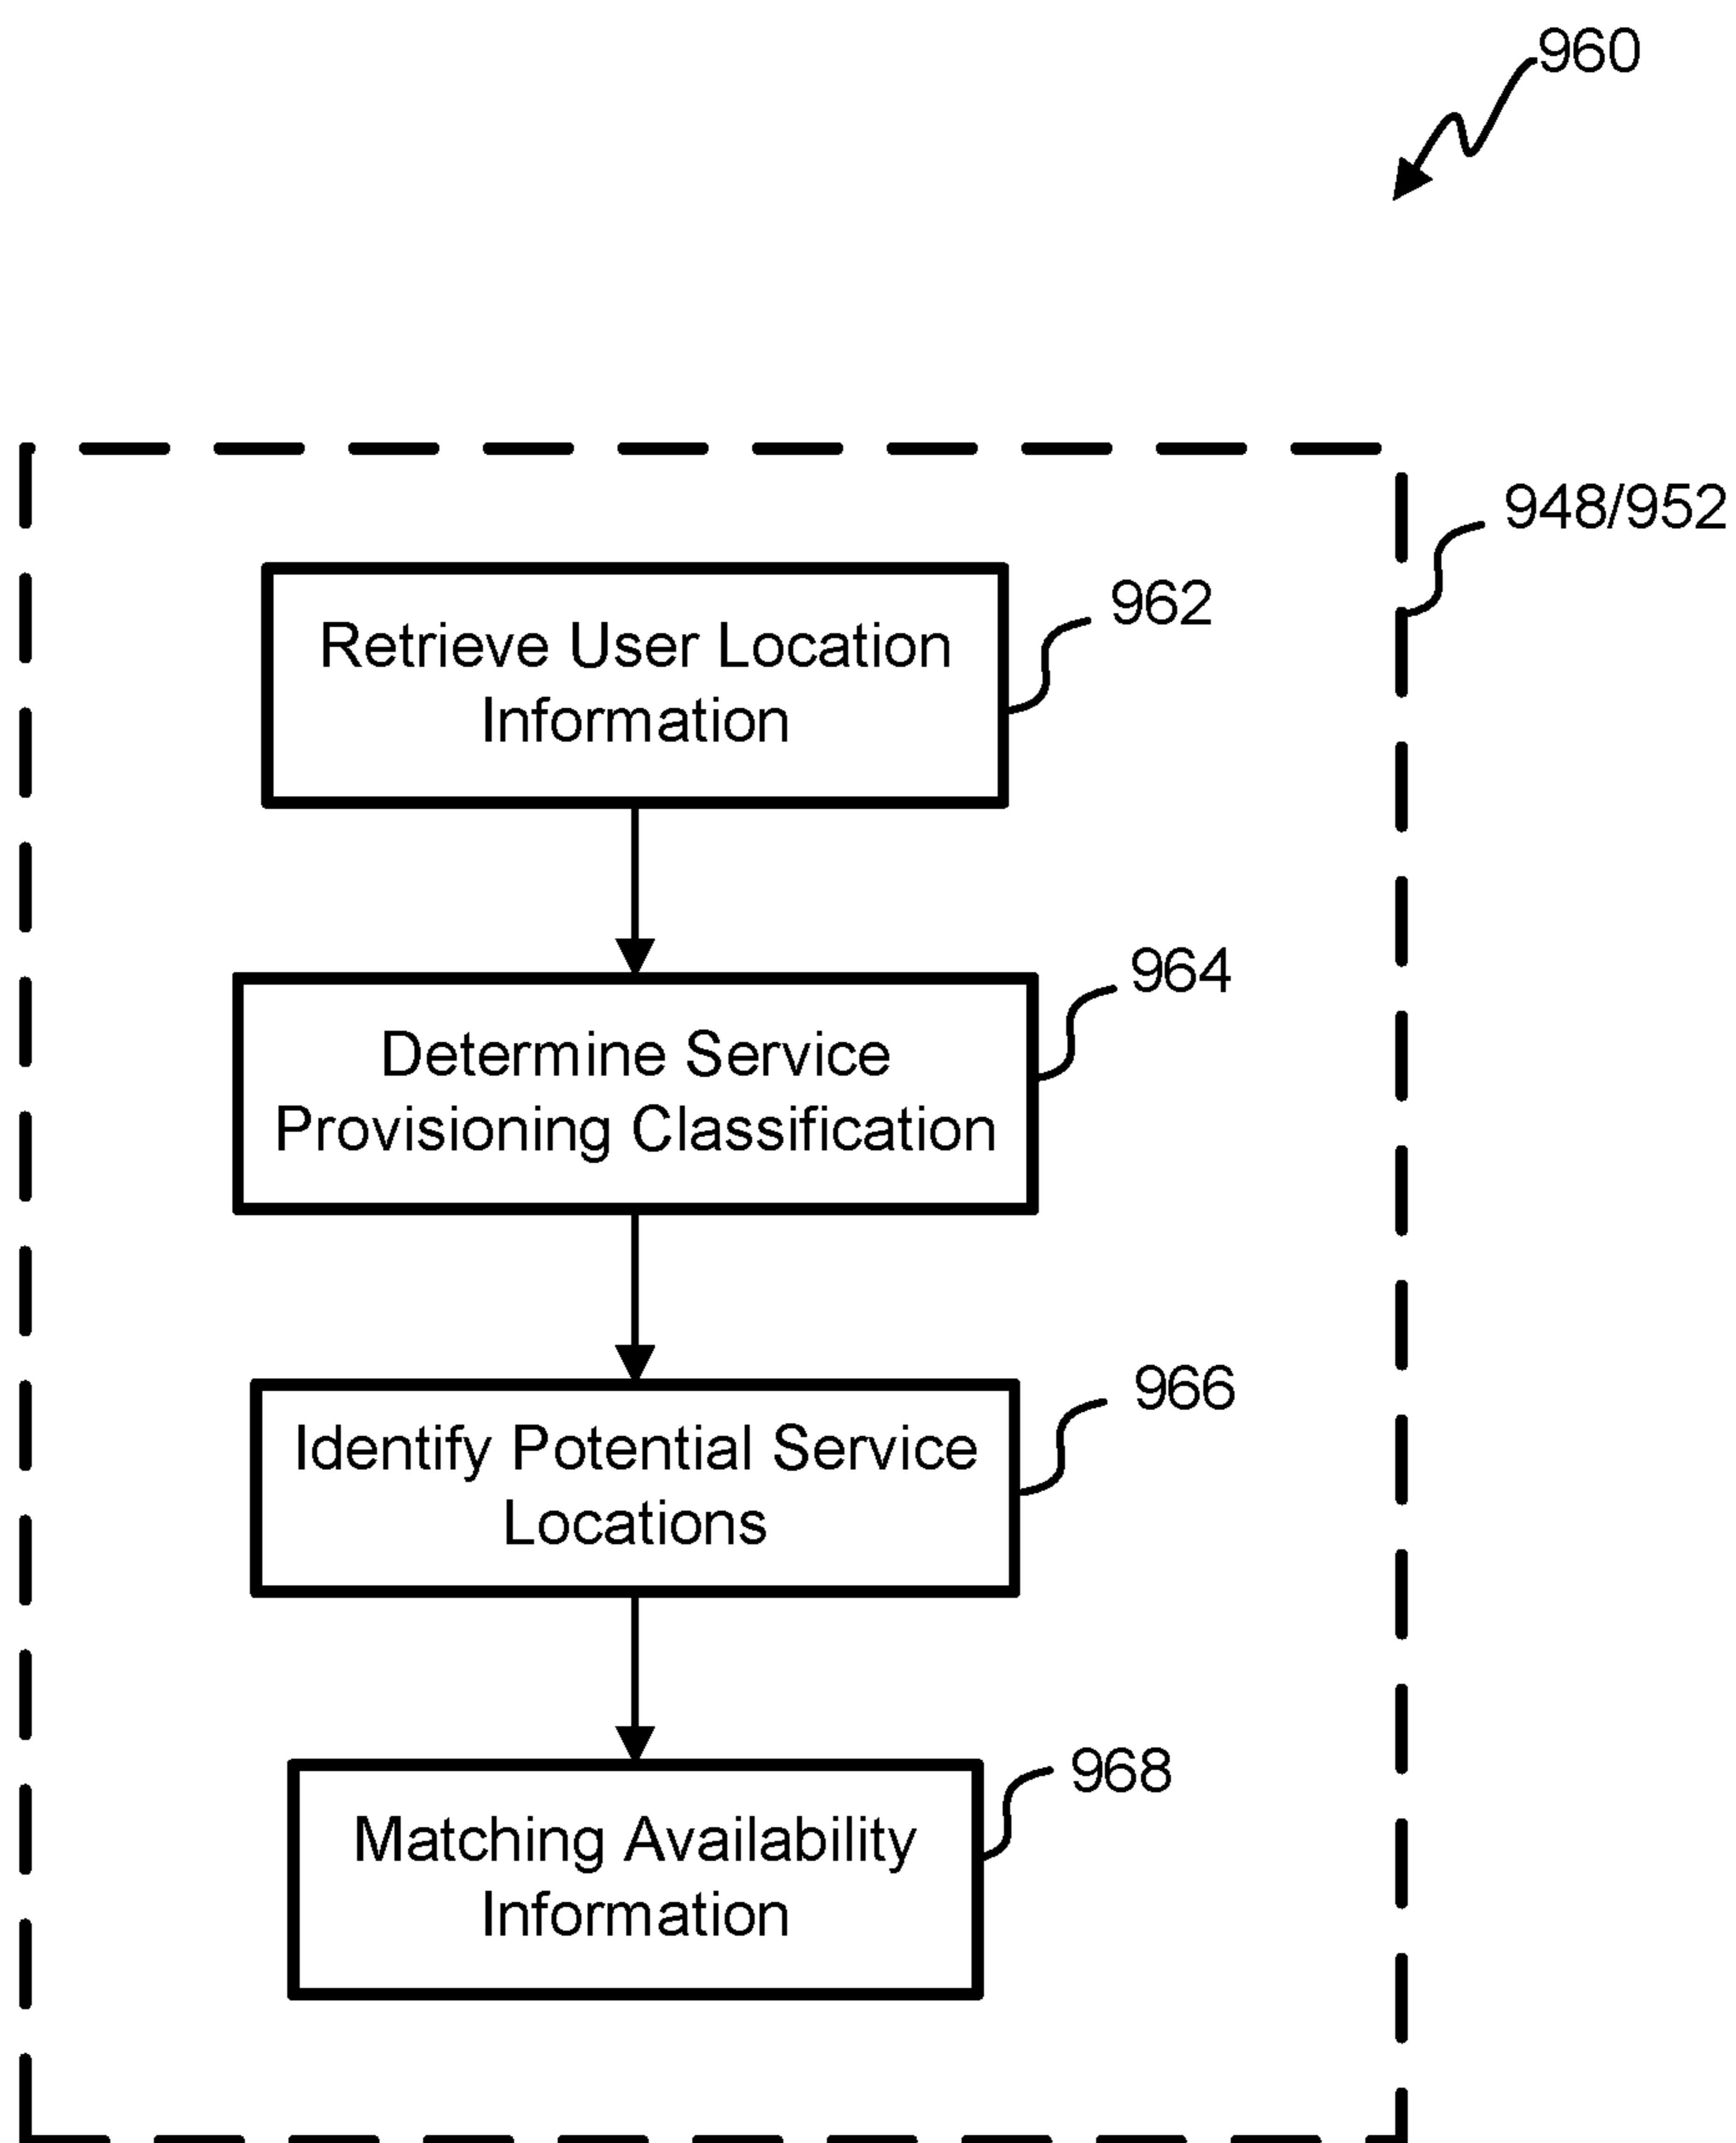 960
948/952
962
Retrieve User Location
Information
964
Determine Service
Provisioning Classification
966
Identify Potential Service
Locations
968
Matching Availability
Information